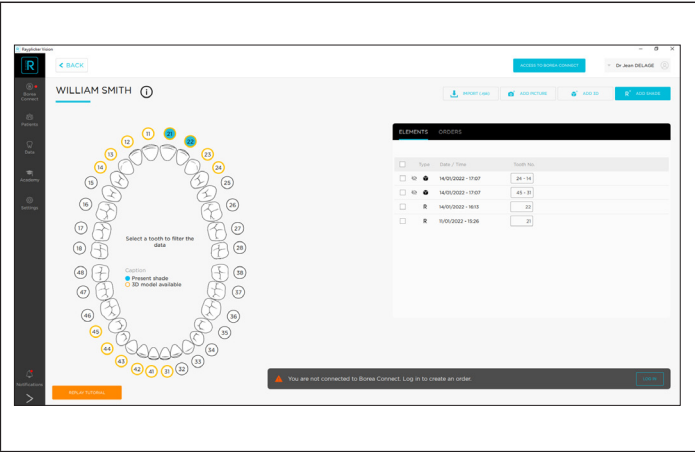 Rayplicker Vision
R
BACK
ACCESS TO BOREA CONNECT
Dr Jean DELAGE
Borea
Connect
Patients
Data
Academy
Settings
Notifications
WILLIAM SMITH
ADD PICTURE
ADD 3D
ADD SHADE
ELEMENTS ORDERS
Type Date / Time Tooth No.
14/01/2022 - 17:07 24 - 14
14/01/2022 - 17:07 45 - 31
R 14/01/2022 - 16:13 22
R 11/01/2022 - 15:26 21
11 21
12 22
13 23
14 24
15 25
16 26
17 27
18 28
Select a tooth to filter the
data
Caption
Present shade
3D model available
48 38
47 37
46 36
45 35
44 34
43 33
42 41 31 32
You are not connected to Borea Connect. Log in to create an order.
LOG IN
REPLAY TUTORIAL